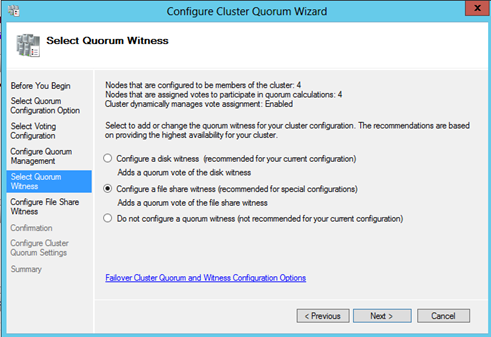 Configure Cluster Quorum Wizard
x
Select Quorum Witness
Before You Begin
Select Quorum
Configuration Option
Select Voting
Configuration
Configure Quorum
Management
Select Quorum
Witness
Configure File Share
Witness
Confirmation
Configure Cluster
Quorum Settings
Summary
Nodes that are configured to be members of the cluster: 4
Nodes that are assigned votes to participate in quorum calculations: 4
Cluster dynamically manages vote assignment: Enabled
Select to add or change the quorum witness for your cluster configuration. The recommendations are based
on providing the highest availability for your cluster.
Configure a disk witness (recommended for your current configuration)
Adds a quorum vote of the disk witness
Configure a file share witness (recommended for special configurations)
Adds a quorum vote of the file share witness
Do not configure a quorum witness (not recommended for your current configuration)
Failover Cluster Quorum and Witness Configuration Options
< Previous
Next >
Cancel